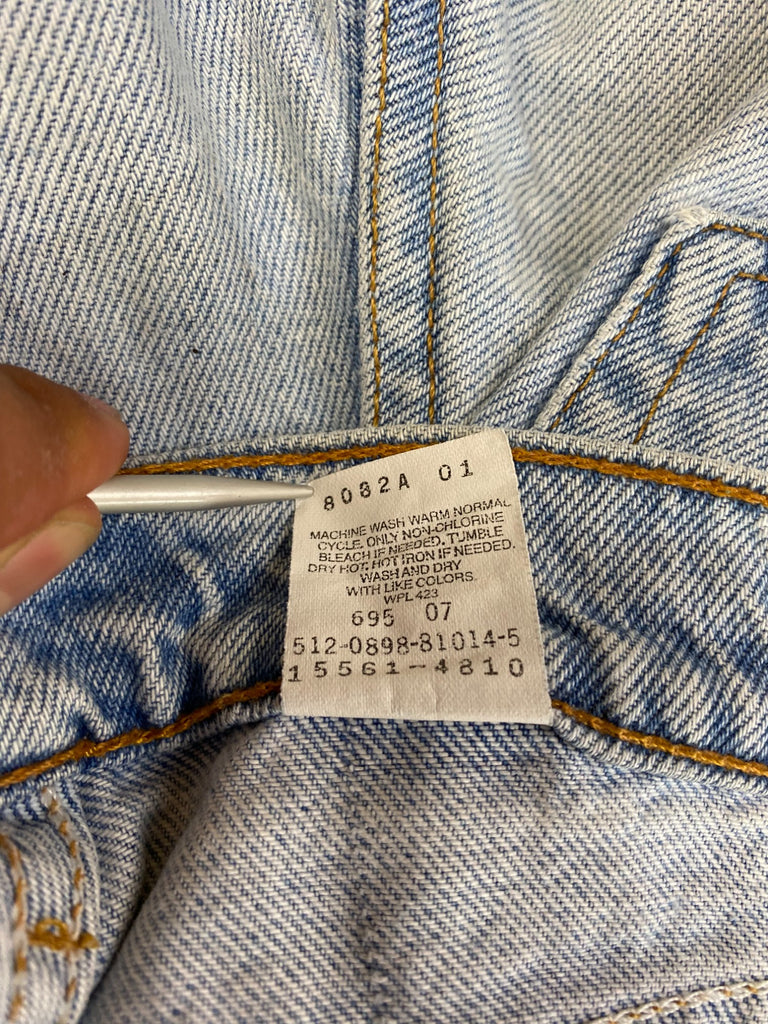 8082A 01
MACHINE WASH WARM NORMAL
CYCLE. ONLY NON-CHLORINE
BLEACH IF NEEDED. TUMBLE
DRY HOT. HOT IRON IF NEEDED.
WASH AND DRY
WITH LIKE COLORS.
WPL 423
695 07
512-0898-81014-5
15561-4810